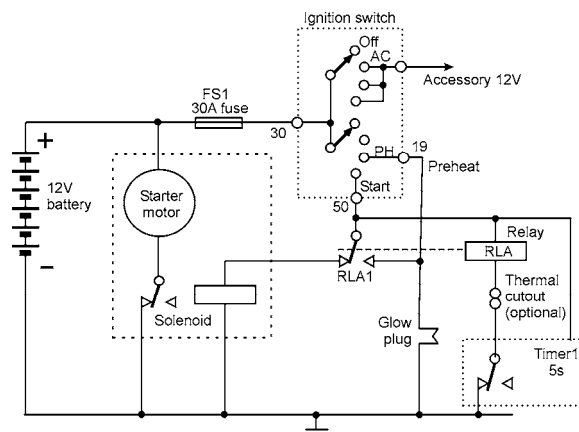 Ignition switch
Off
AC
Accessory 12V
FS1
30A fuse
30
PH
19
Preheat
Start
50
+
12V
battery
−
Starter
motor
Solenoid
RLA1
Relay
RLA
Thermal
cutout
(optional)
Glow
plug
Timer1
5s